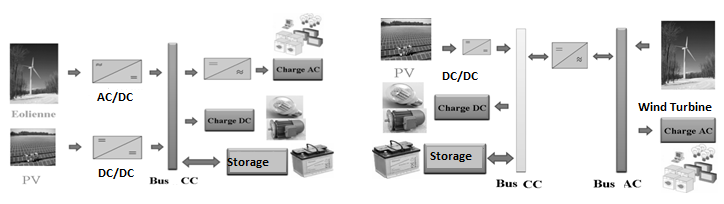 Eolienne
AC/DC
Charge AC
Charge DC
PV
DC/DC
Storage
Bus CC
PV
DC/DC
Charge DC
Storage
Bus CC
Bus AC
Wind Turbine
Charge AC